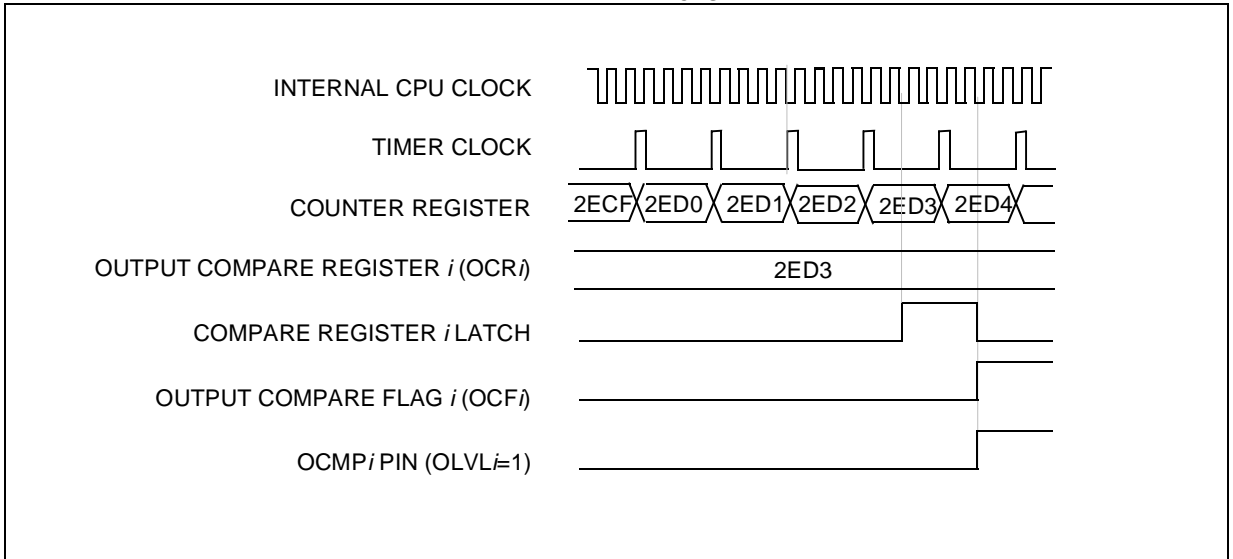 INTERNAL CPU CLOCK
TIMER CLOCK
COUNTER REGISTER 2ECF 2ED0 2ED1 2ED2 2ED3 2ED4
OUTPUT COMPARE REGISTER i (OCRi) 2ED3
COMPARE REGISTER i LATCH
OUTPUT COMPARE FLAG i (OCFi)
OCMPi PIN (OLVLi=1)